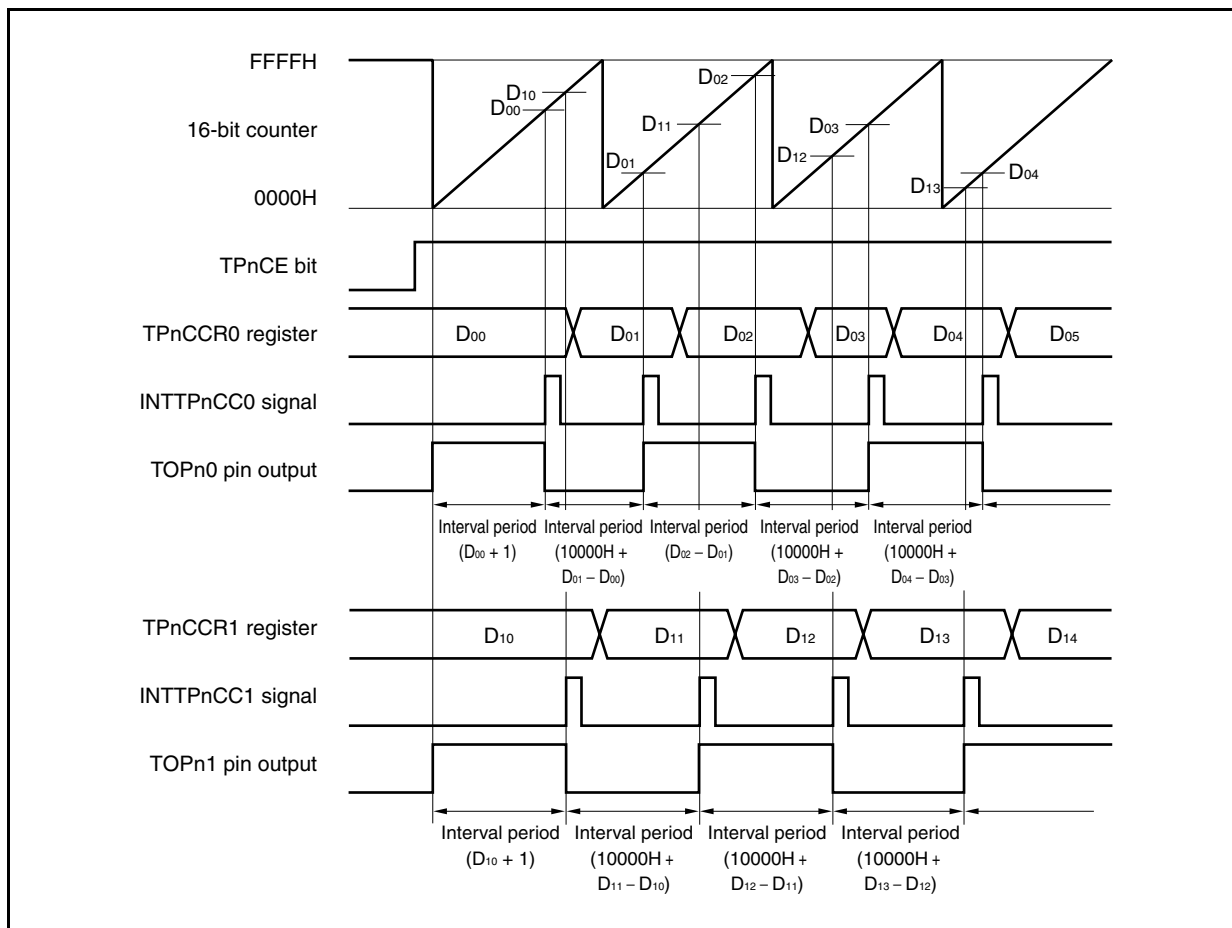 FFFFH
D10
D00
D02
16-bit counter
D11
D03
D12
D01
D04
D13
0000H
TPnCE bit
TPnCCR0 register
D00
D01
D02
D03
D04
D05
INTTPnCC0 signal
TOPn0 pin output
Interval period
(D00 + 1)
Interval period
(10000H +
D01 – D00)
Interval period
(D02 – D01)
Interval period
(10000H +
D03 – D02)
Interval period
(10000H +
D04 – D03)
TPnCCR1 register
D10
D11
D12
D13
D14
INTTPnCC1 signal
TOPn1 pin output
Interval period
(D10 + 1)
Interval period
(10000H +
D11 – D10)
Interval period
(10000H +
D12 – D11)
Interval period
(10000H +
D13 – D12)